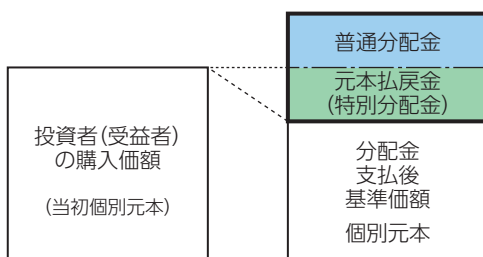 普通分配金
元本払戻金
(特別分配金)
投資者(受益者)
の購入価額
(当初個別元本)
分配金
支払後
基準価額
個別元本